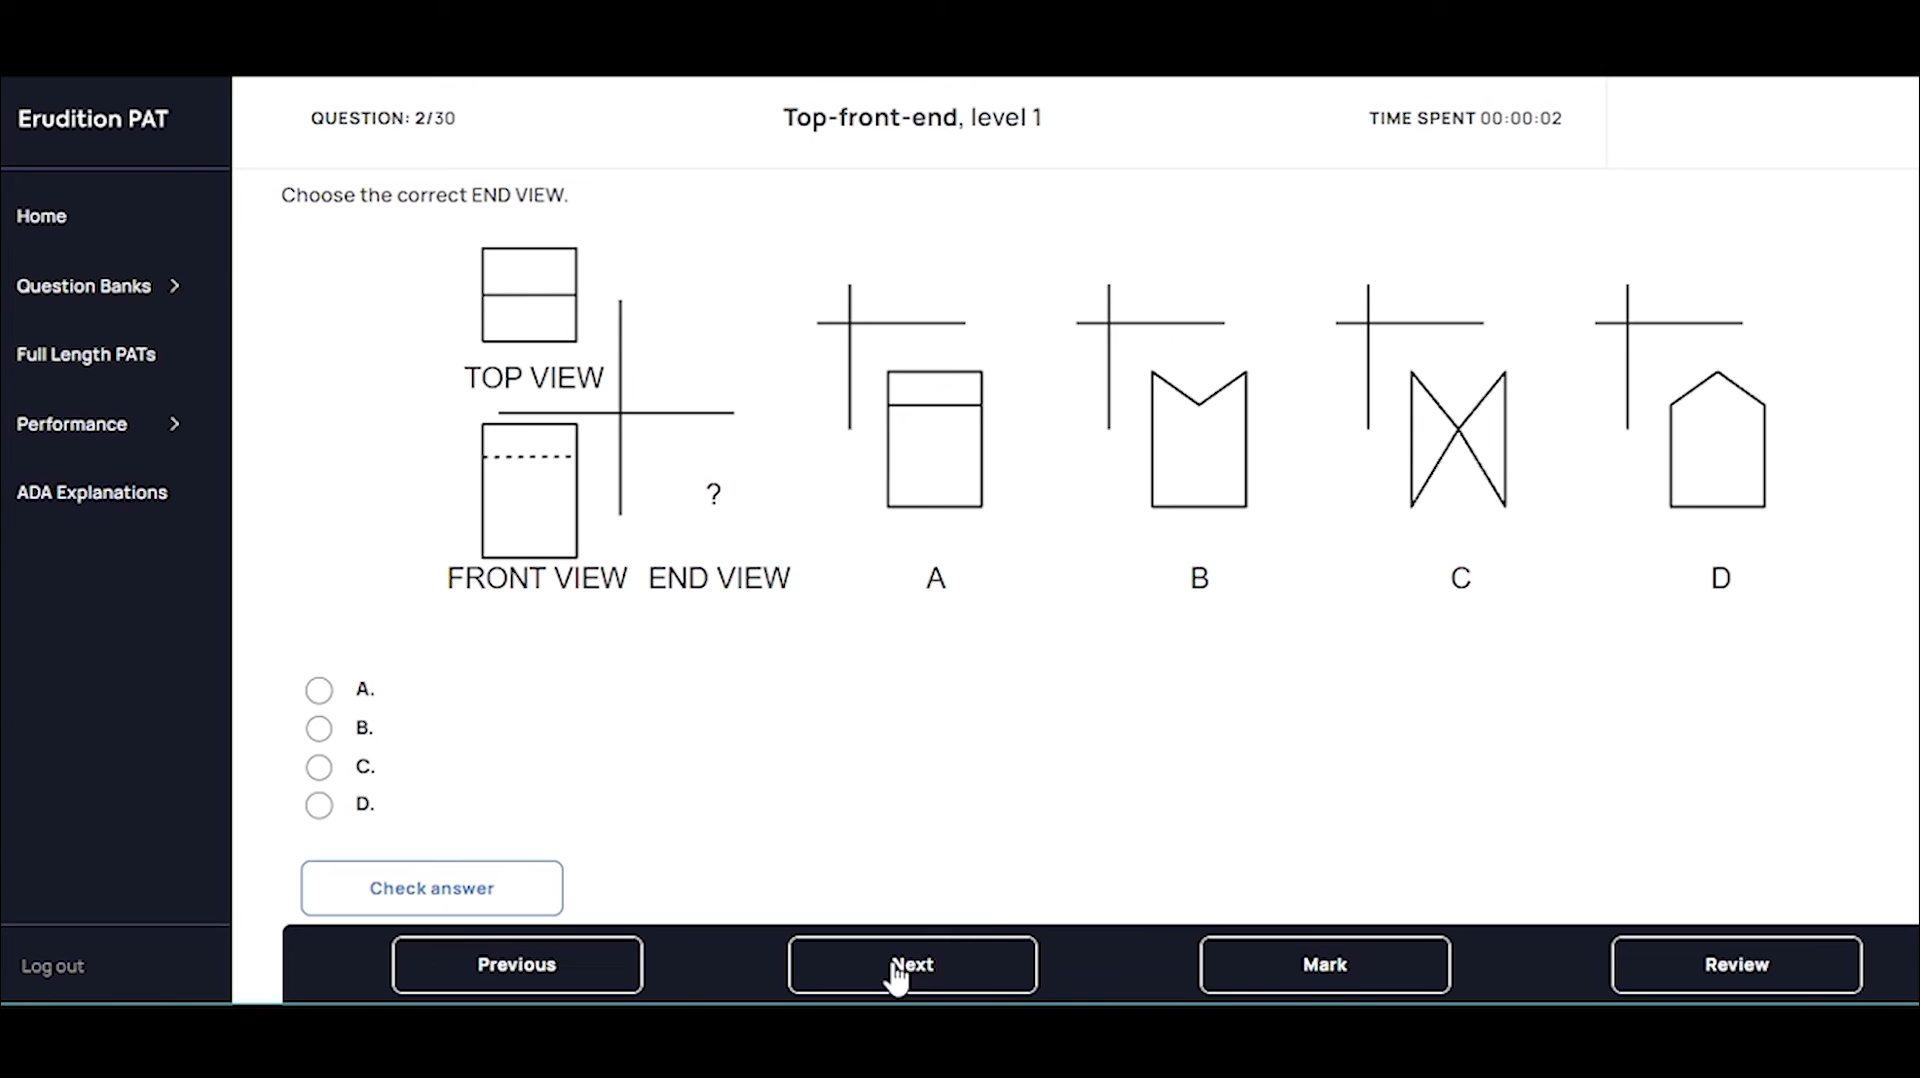 Erudition PAT
QUESTION: 2/30
Top-front-end, level 1
TIME SPENT 00:00:02
Home
Question Banks
Full Length PATs
Performance
ADA Explanations
Log out
Choose the correct END VIEW.
TOP VIEW
?
FRONT VIEW END VIEW A B C D
A.
B.
C.
D.
Check answer
Previous Next Mark Review